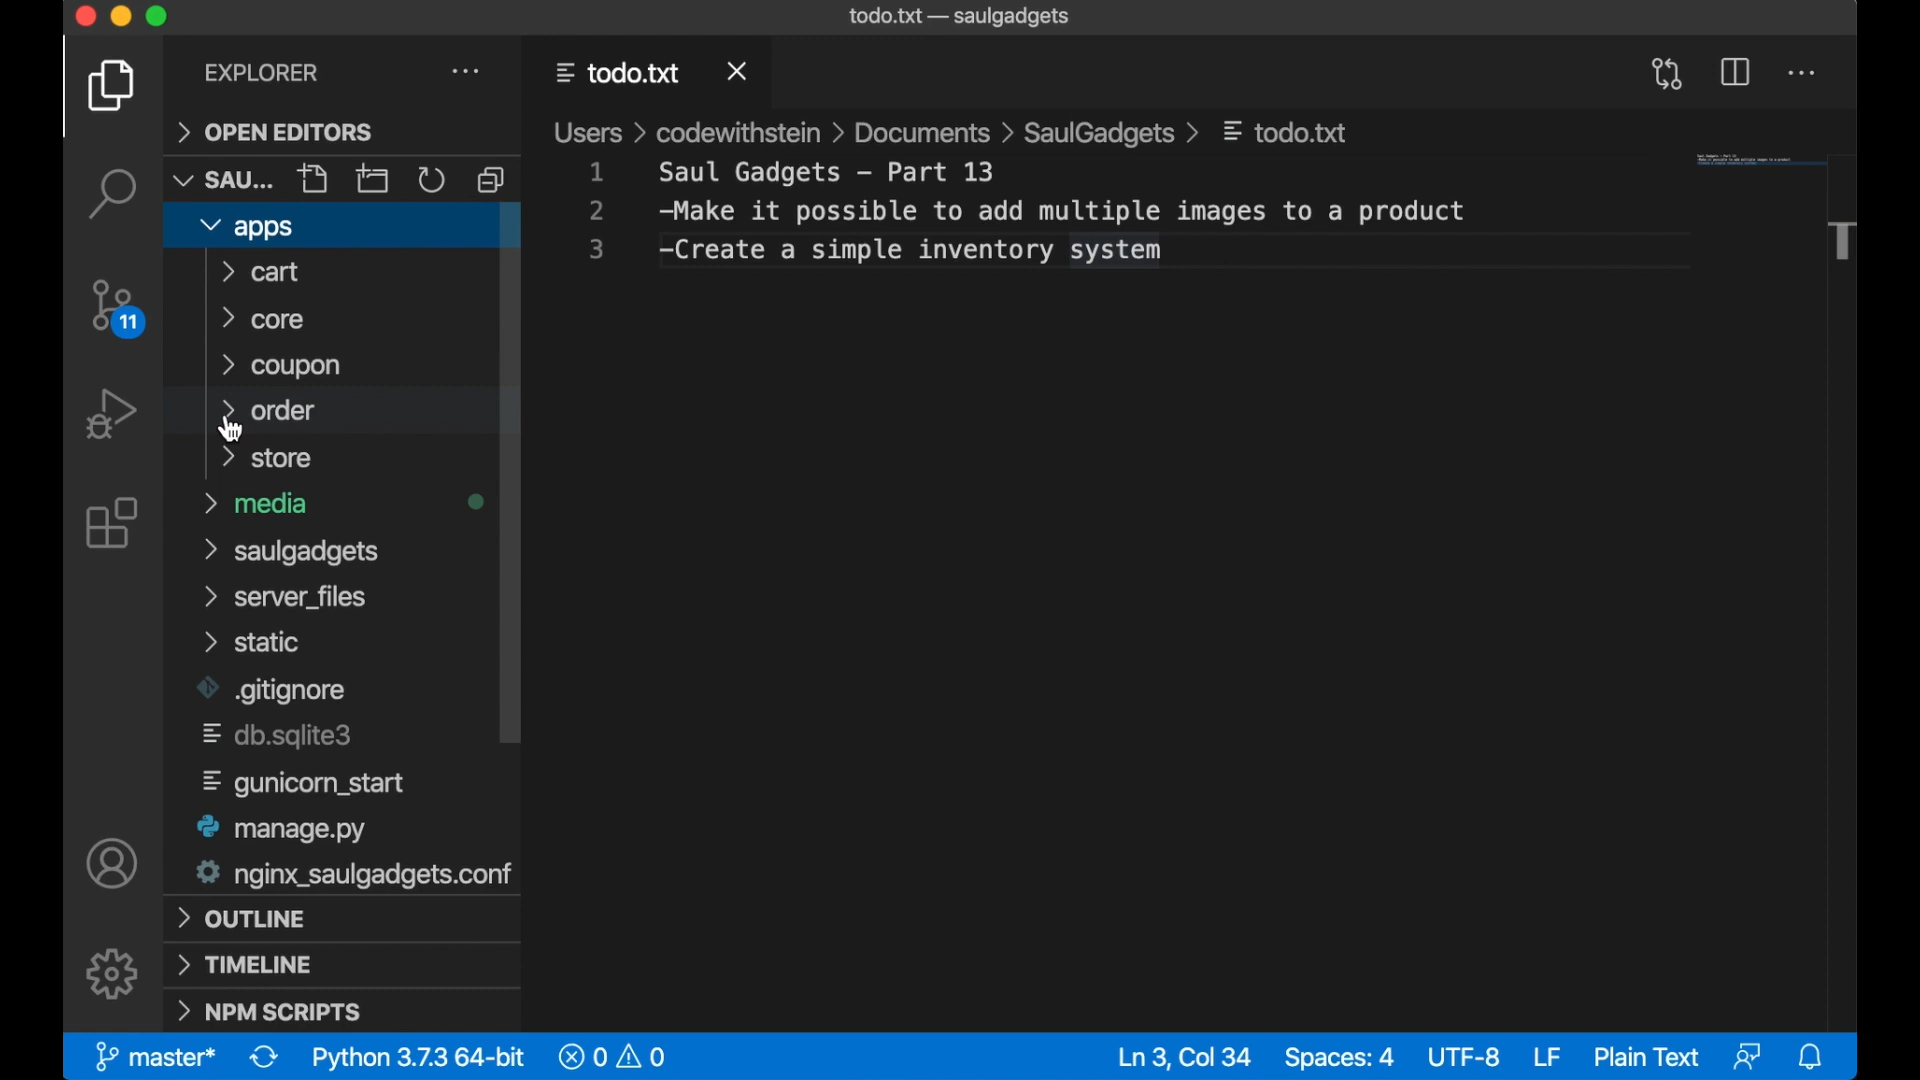 todo.txt — saulgadgets
EXPLORER
todo.txt
OPEN EDITORS
Users > codewithstein > Documents > SaulGadgets > todo.txt
SAU...
1 Saul Gadgets – Part 13
2 –Make it possible to add multiple images to a product
3 –Create a simple inventory system
apps
cart
core
coupon
order
store
media
saulgadgets
server_files
static
.gitignore
db.sqlite3
gunicorn_start
manage.py
nginx_saulgadgets.conf
OUTLINE
TIMELINE
NPM SCRIPTS
11
master* Python 3.7.3 64-bit 0 0 Ln 3, Col 34 Spaces: 4 UTF-8 LF Plain Text